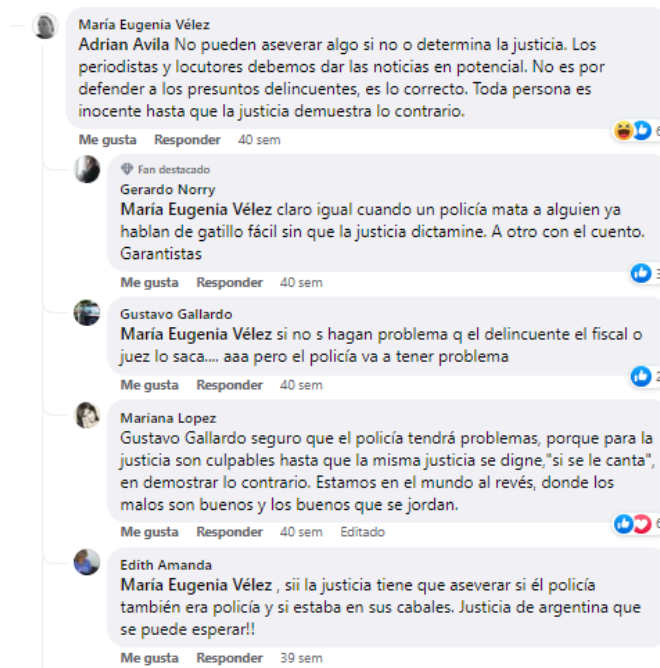 María Eugenia Vélez
Adrian Avila No pueden aseverar algo si no o determina la justicia. Los
periodistas y locutores debemos dar las noticias en potencial. No es por
defender a los presuntos delincuentes, es lo correcto. Toda persona es
inocente hasta que la justicia demuestra lo contrario.
Me gusta Responder 40 sem 6
Fan destacado
Gerardo Norry
María Eugenia Vélez claro igual cuando un policía mata a alguien ya
hablan de gatillo fácil sin que la justicia dictamine. A otro con el cuento.
Garantistas
Me gusta Responder 40 sem 3
Gustavo Gallardo
María Eugenia Vélez si no s hagan problema q el delincuente el fiscal o
juez lo saca.... aaa pero el policía va a tener problema
Me gusta Responder 40 sem 2
Mariana Lopez
Gustavo Gallardo seguro que el policía tendrá problemas, porque para la
justicia son culpables hasta que la misma justicia se digne,"si se le canta",
en demostrar lo contrario. Estamos en el mundo al revés, donde los
malos son buenos y los buenos que se jordan.
Me gusta Responder 40 sem Editado 6
Edith Amanda
María Eugenia Vélez , sii la justicia tiene que aseverar si él policía
también era policía y si estaba en sus cabales. Justicia de argentina que
se puede esperar!!
Me gusta Responder 39 sem